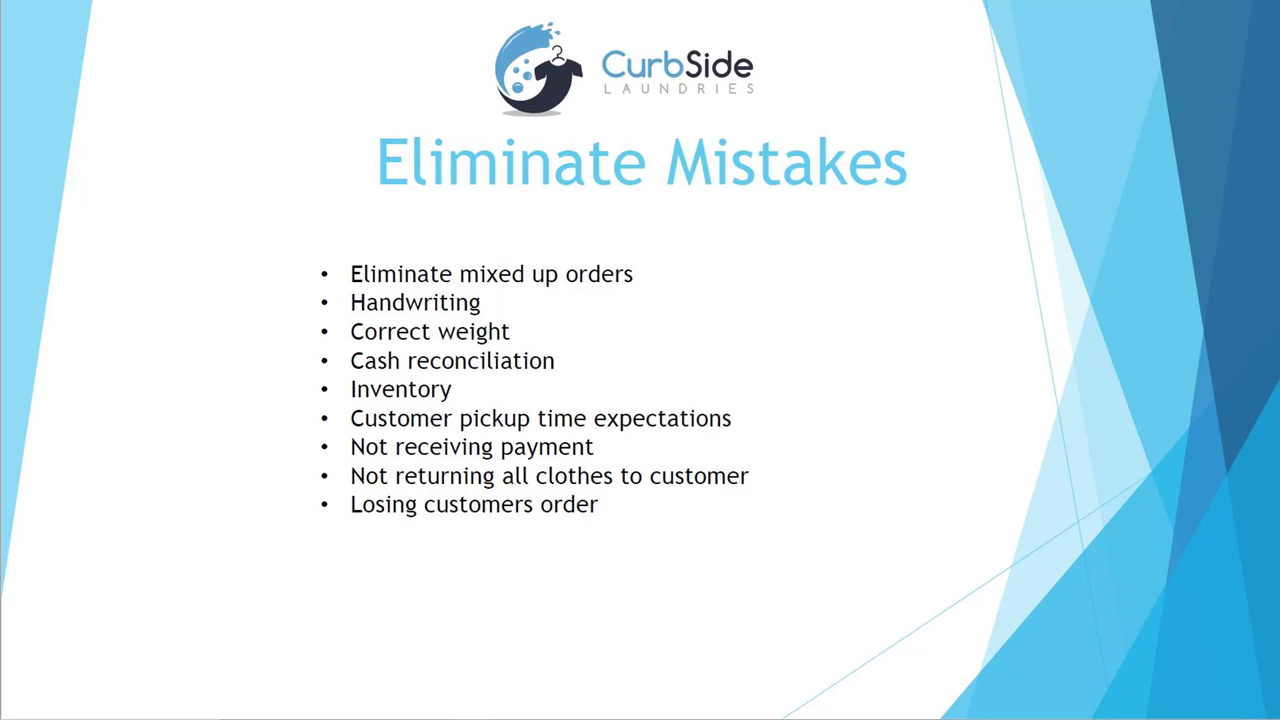 CurbSide
LAUNDRIES
Eliminate Mistakes
• Eliminate mixed up orders
• Handwriting
• Correct weight
• Cash reconciliation
• Inventory
• Customer pickup time expectations
• Not receiving payment
• Not returning all clothes to customer
• Losing customers order